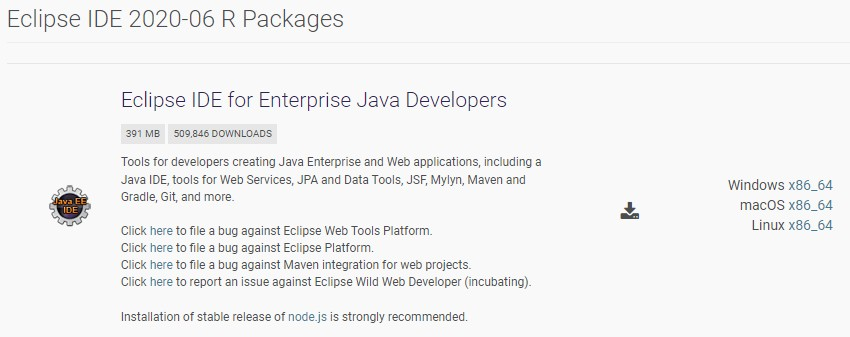 Eclipse IDE 2020-06 R Packages
Eclipse IDE for Enterprise Java Developers
391 MB 509,846 DOWNLOADS
Tools for developers creating Java Enterprise and Web applications, including a
Java IDE, tools for Web Services, JPA and Data Tools, JSF, Mylyn, Maven and
Gradle, Git, and more.
Click here to file a bug against Eclipse Web Tools Platform.
Click here to file a bug against Eclipse Platform.
Click here to file a bug against Maven integration for web projects.
Click here to report an issue against Eclipse Wild Web Developer (incubating).
Installation of stable release of node.js is strongly recommended.
Java EE
IDE
Windows x86_64
macOS x86_64
Linux x86_64